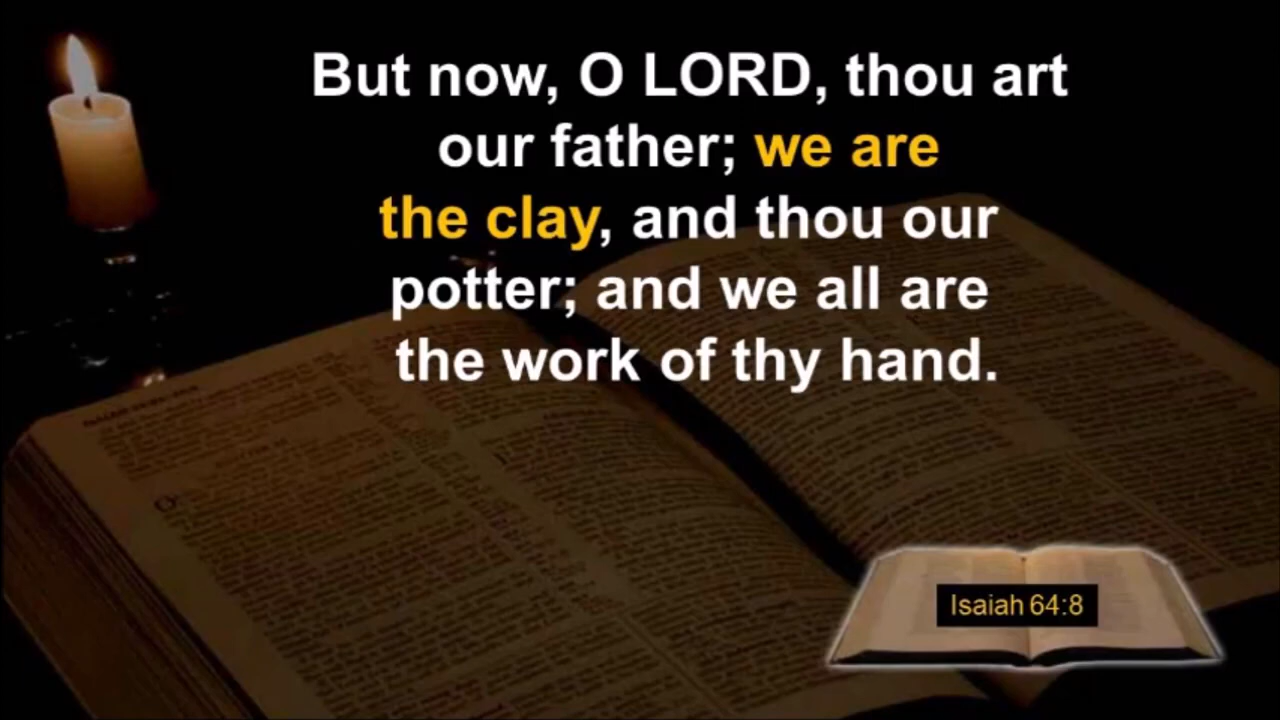 But now, O LORD, thou art
our father; we are
the clay, and thou our
potter; and we all are
the work of thy hand.
Isaiah 64:8